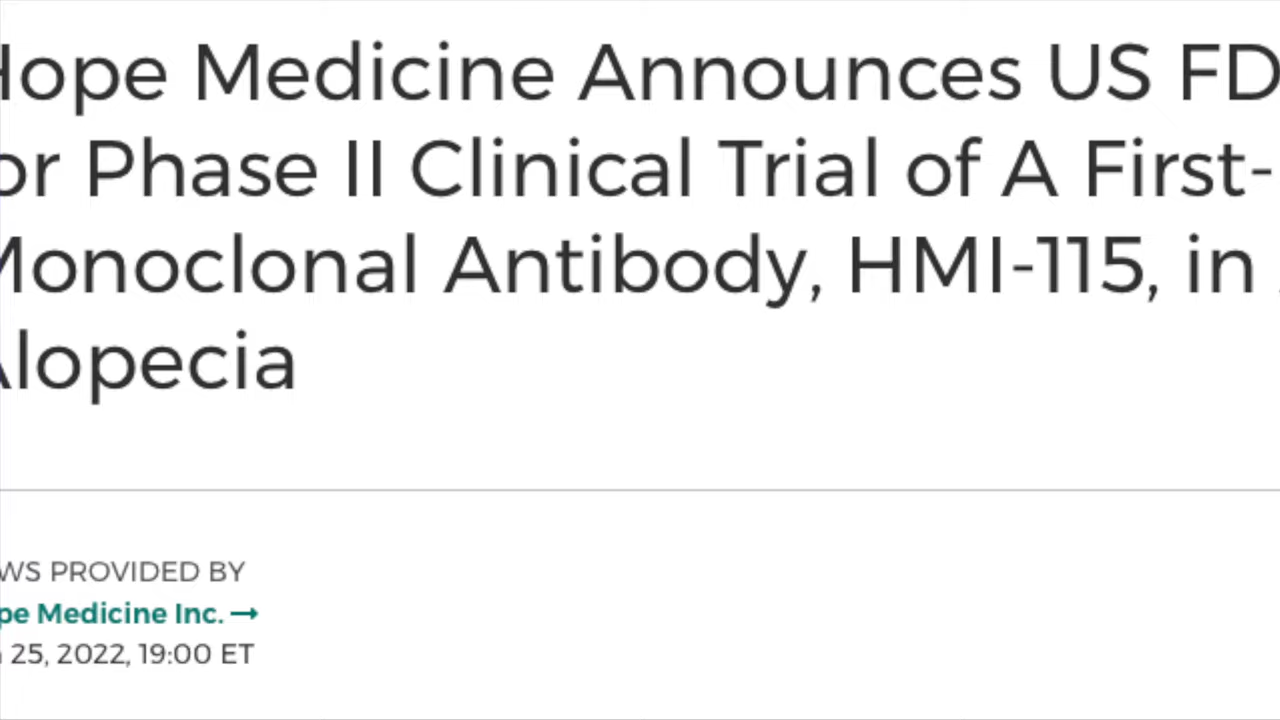 Hope Medicine Announces US FD
or Phase II Clinical Trial of A First-
Monoclonal Antibody, HMI-115, in
Alopecia
WS PROVIDED BY
pe Medicine Inc. →
25, 2022, 19:00 ET